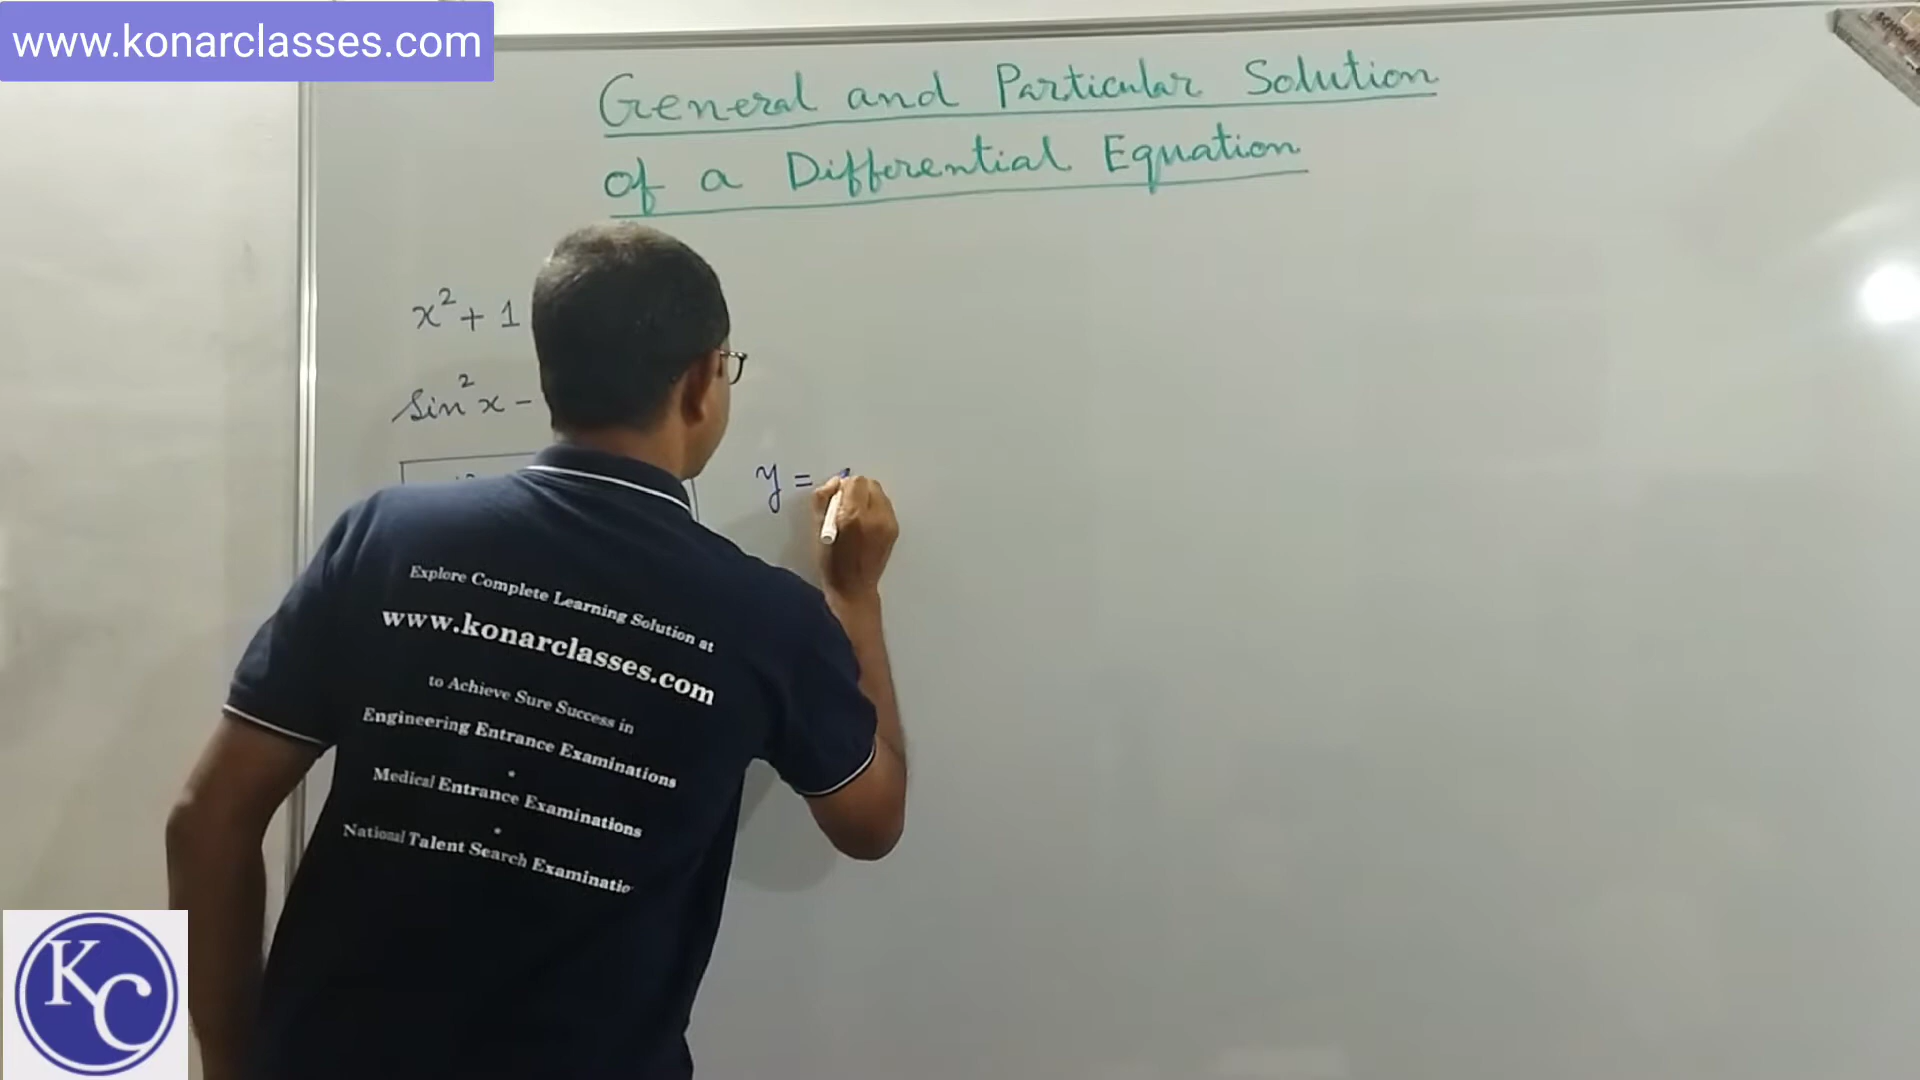 www.konarclasses.com
General and Particular Solution
of a Differential Equation
x² + 1
sin²x -
y =
Explore Complete Learning Solution at
www.konarclasses.com
to Achieve Sure Success in
Engineering Entrance Examinations
•
Medical Entrance Examinations
•
National Talent Search Examinatio
KC